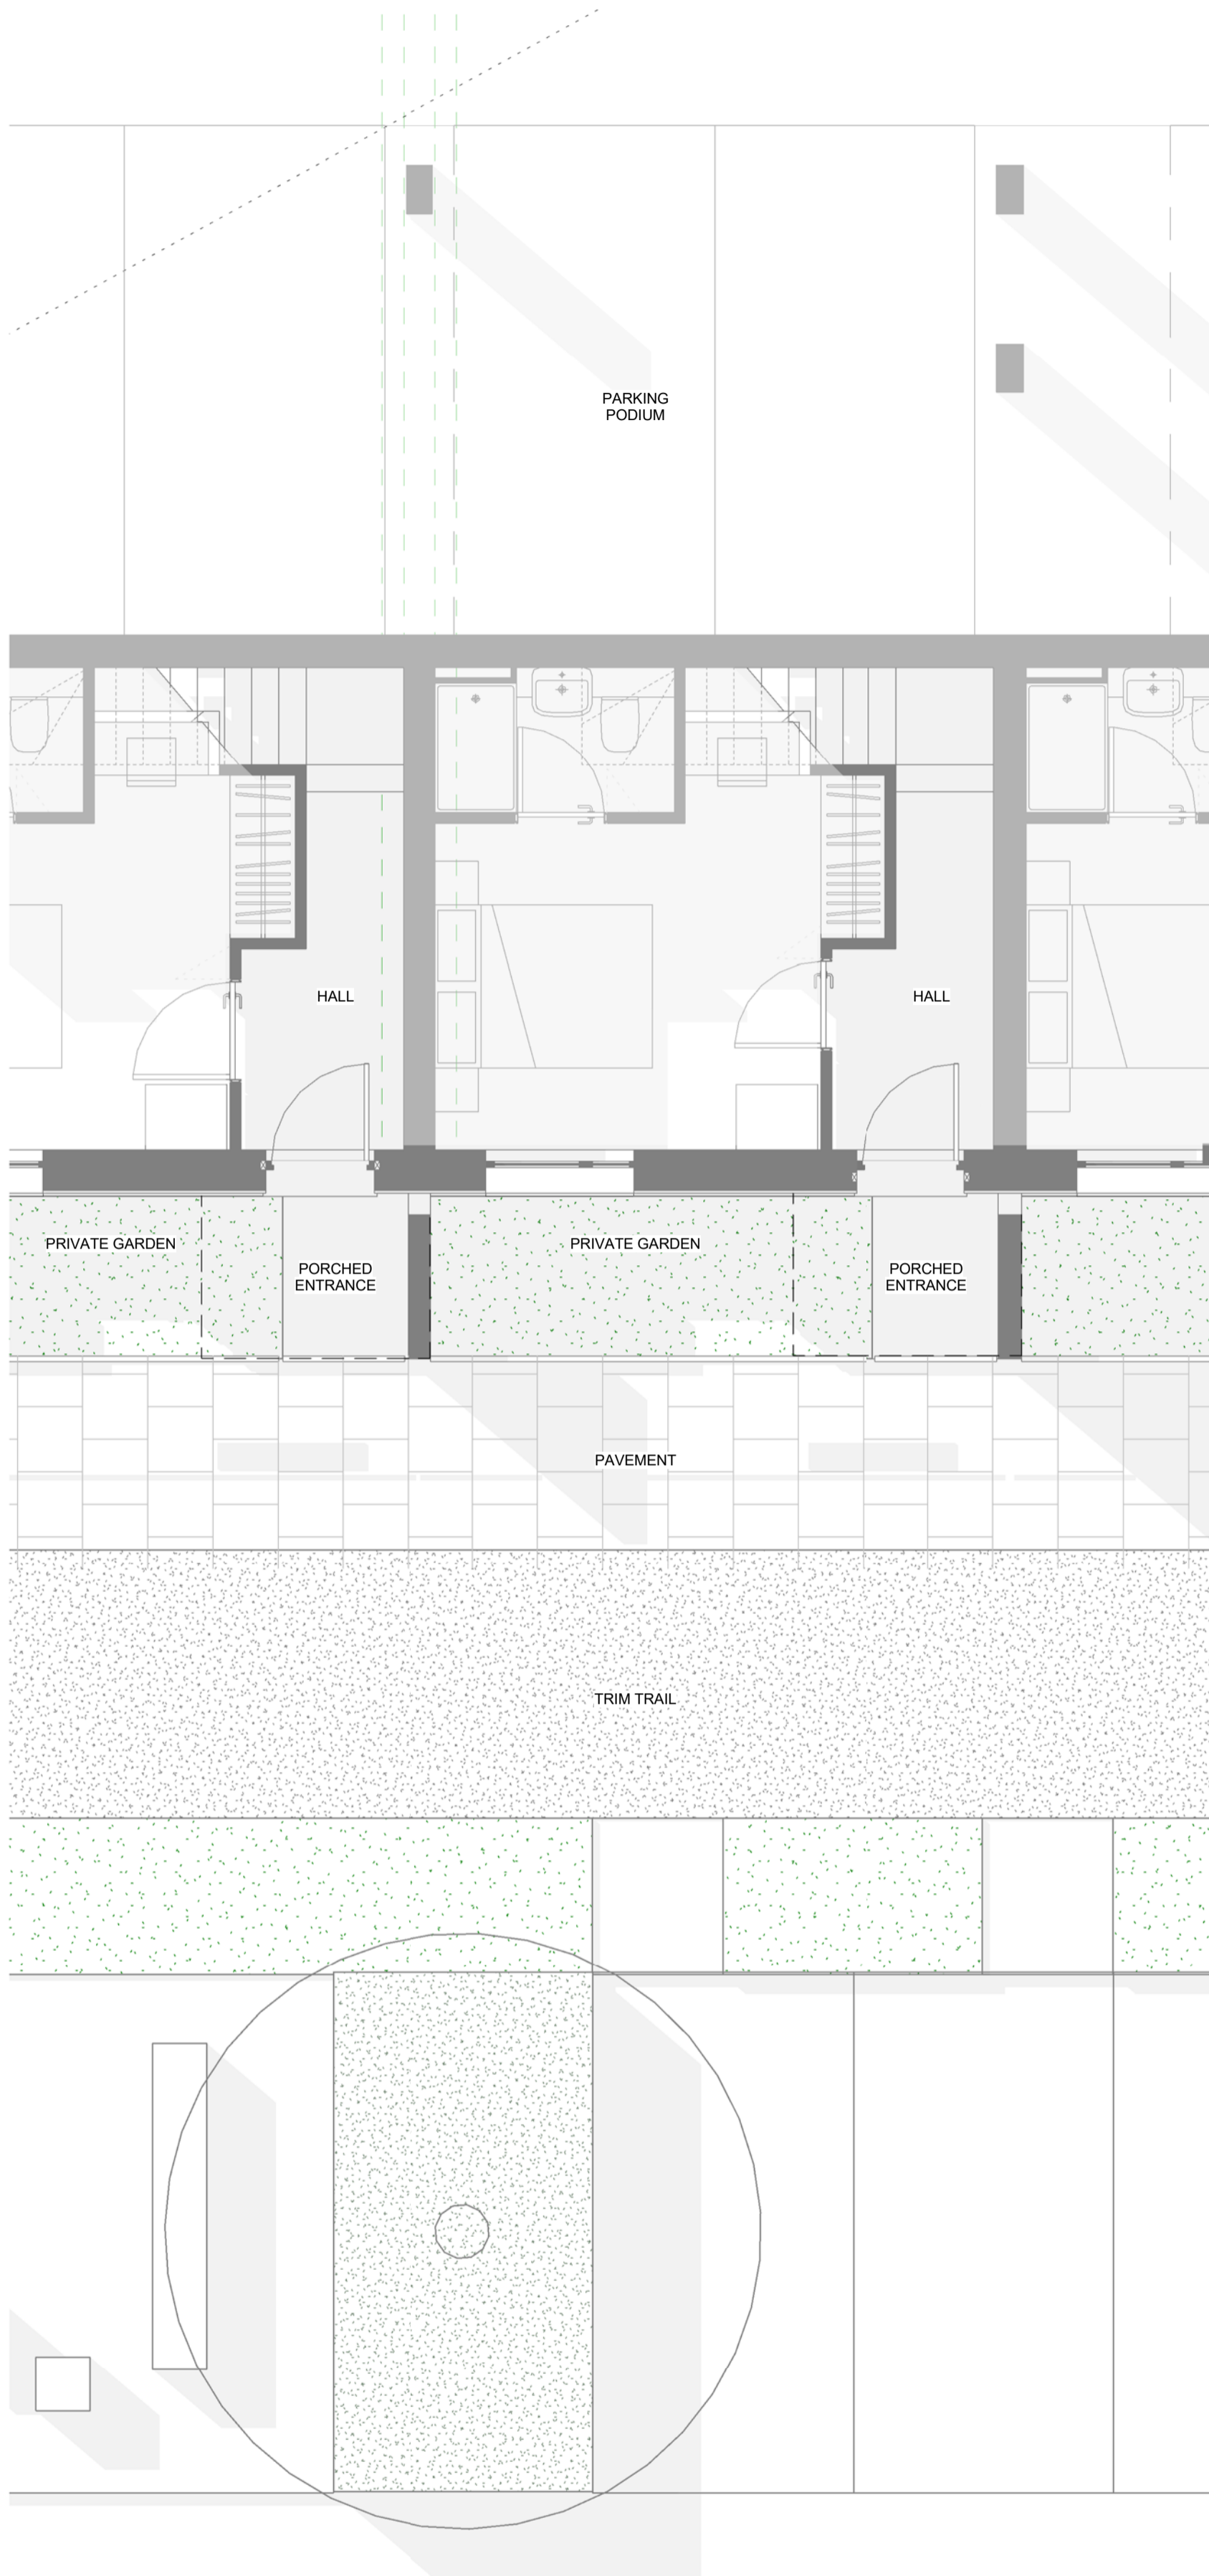 PARKING
PODIUM
HALL
HALL
PRIVATE GARDEN
PRIVATE GARDEN
PORCHED
ENTRANCE
PORCHED
ENTRANCE
PAVEMENT
TRIM TRAIL